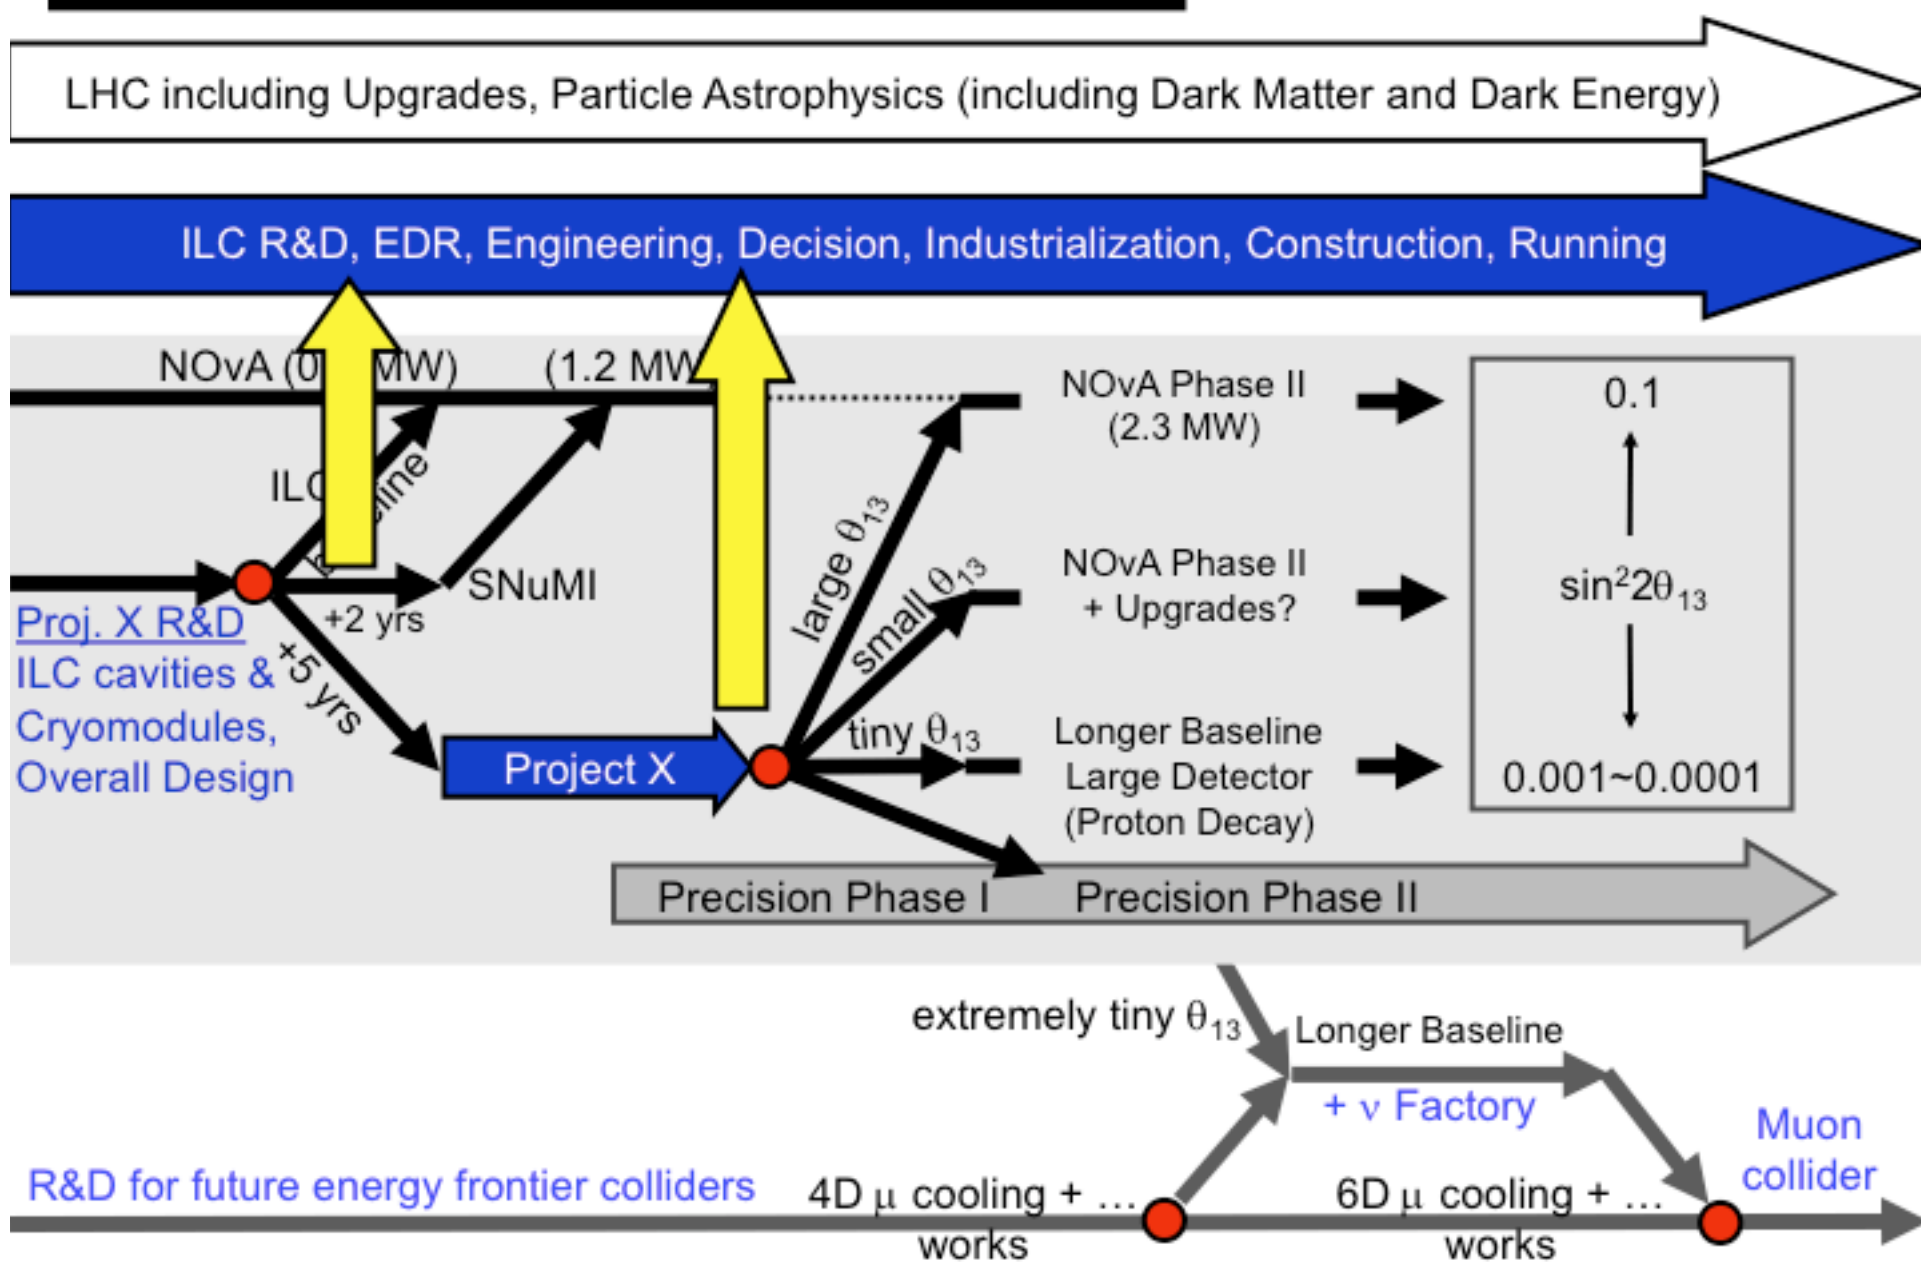 LHC including Upgrades, Particle Astrophysics (including Dark Matter and Dark Energy)
ILC R&D, EDR, Engineering, Decision, Industrialization, Construction, Running
NOvA (0 MW)
(1.2 MW
ILC
SNuMI
+2 yrs
+5 yrs
Proj. X R&D
ILC cavities &
Cryomodules,
Overall Design
Project X
large θ13
small θ13
tiny θ13
NOvA Phase II
(2.3 MW)
NOvA Phase II
+ Upgrades?
Longer Baseline
Large Detector
(Proton Decay)
0.1
sin²2θ13
0.001~0.0001
Precision Phase I
Precision Phase II
extremely tiny θ13
Longer Baseline
+ ν Factory
Muon
collider
R&D for future energy frontier colliders
4D μ cooling + …
works
6D μ cooling + …
works